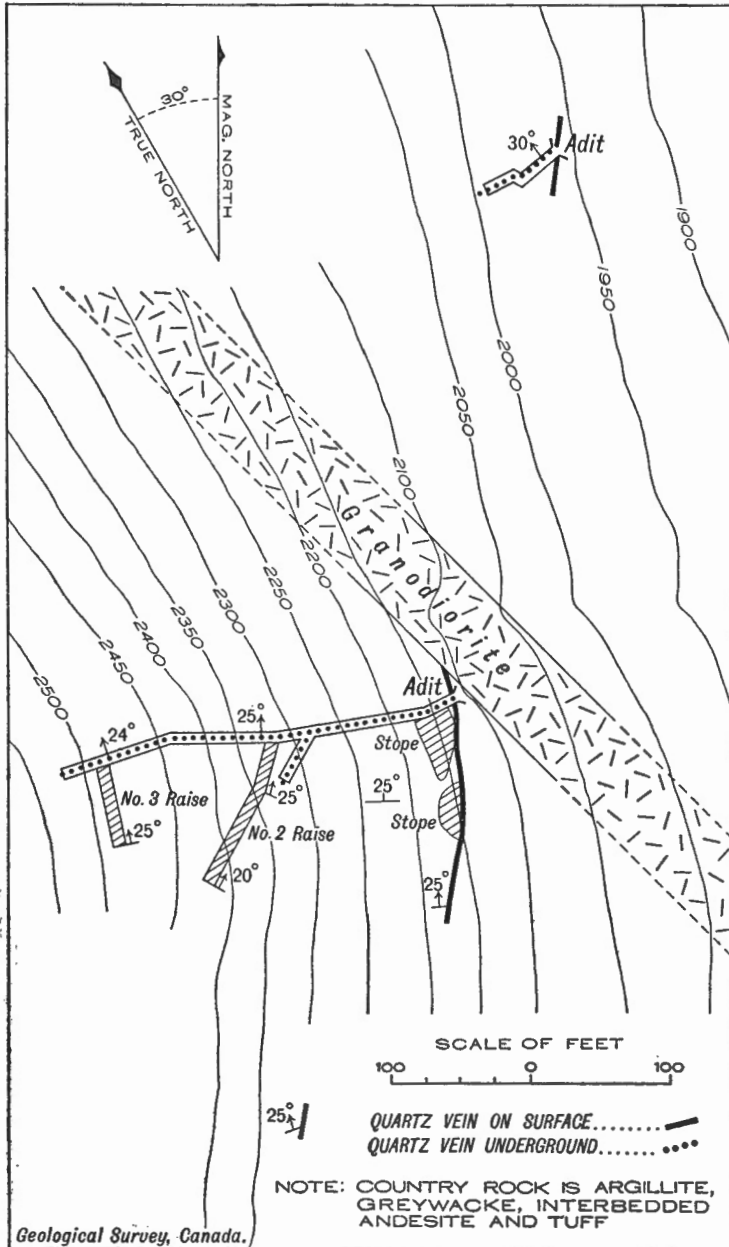 30°
TRUE NORTH
MAG. NORTH
30°
Adit
1900
1950
2000
2050
2100
Granodiorite
2200
2250
2300
2350
2400
2450
2500
Adit
24°
25°
Stope
No. 3 Raise
25°
No. 2 Raise
25°
25°
Stope
20°
25°
25°
SCALE OF FEET
100 0 100
QUARTZ VEIN ON SURFACE........
QUARTZ VEIN UNDERGROUND......
NOTE: COUNTRY ROCK IS ARGILLITE,
GREYWACKE, INTERBEDDED
ANDESITE AND TUFF
Geological Survey, Canada.